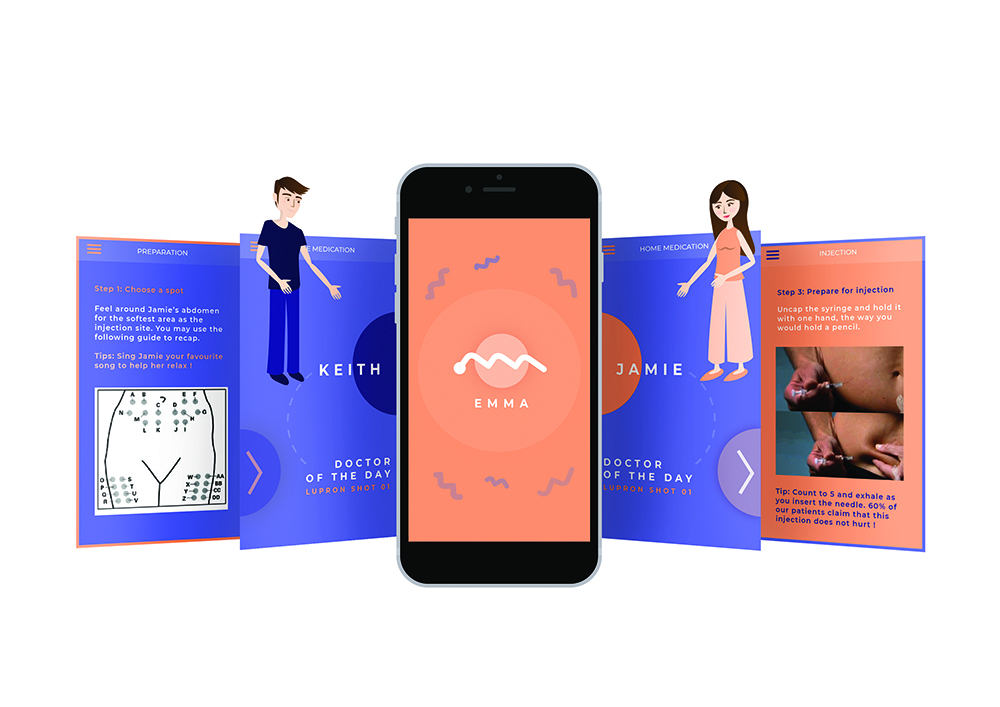 PREPARATION
Step 1: Choose a spot
Feel around Jamie's abdomen
for the softest area as the
injection site. You may use the
following guide to recap.
Tips: Sing Jamie your favourite
song to help her relax !
A B E F
N C D G
M H
L K J I
O S W AA
P T X BB
Q U Y CC
R V Z DD
E MEDICATION
KEITH
DOCTOR
OF THE DAY
LUPRON SHOT 01
EMMA
HOME MEDICATION
JAMIE
DOCTOR
OF THE DAY
LUPRON SHOT 01
INJECTION
Step 3: Prepare for injection
Uncap the syringe and hold it
with one hand, the way you
would hold a pencil.
Tip: Count to 5 and exhale as
you insert the needle. 60% of
our patients claim that this
injection does not hurt !